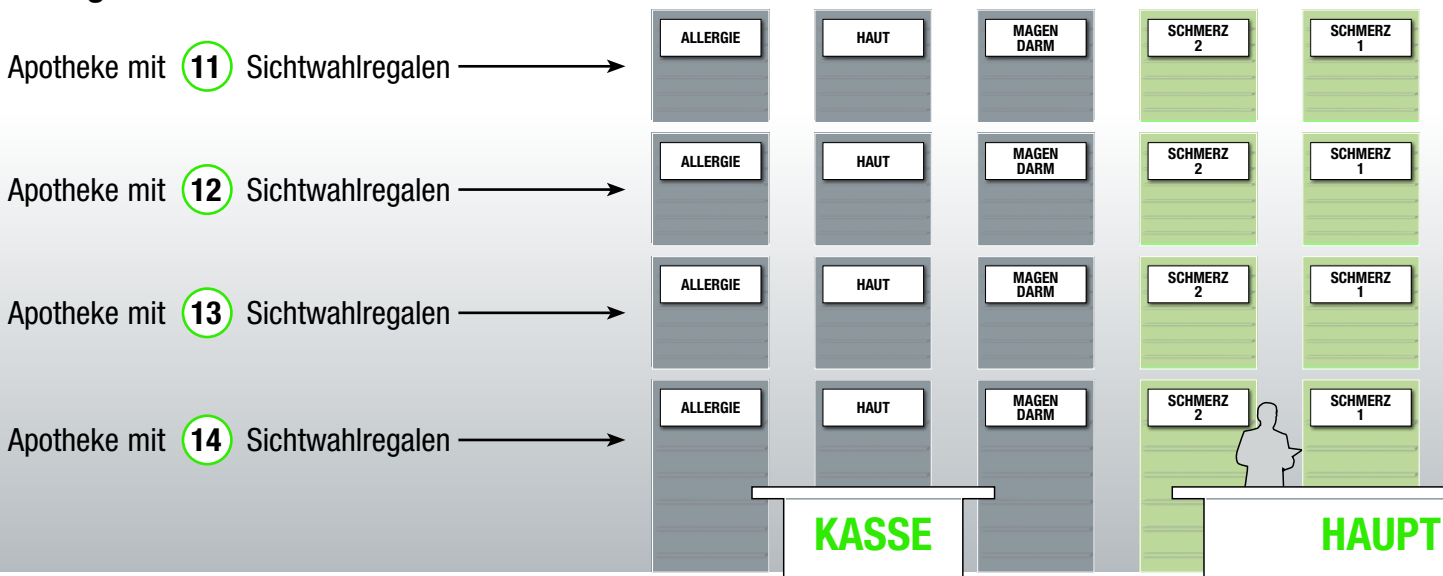 Apotheke mit 11 Sichtwahlregalen
ALLERGIE
HAUT
MAGEN
DARM
SCHMERZ
2
SCHMERZ
1
Apotheke mit 12 Sichtwahlregalen
ALLERGIE
HAUT
MAGEN
DARM
SCHMERZ
2
SCHMERZ
1
Apotheke mit 13 Sichtwahlregalen
ALLERGIE
HAUT
MAGEN
DARM
SCHMERZ
2
SCHMERZ
1
Apotheke mit 14 Sichtwahlregalen
ALLERGIE
HAUT
MAGEN
DARM
SCHMERZ
2
SCHMERZ
1
KASSE
HAUPT